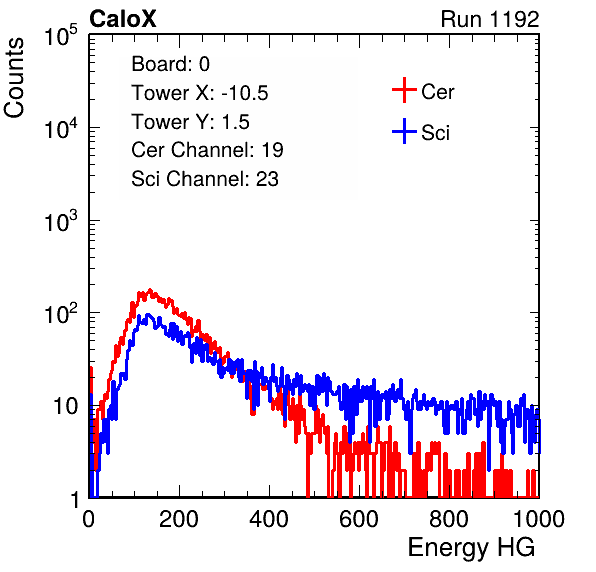 CaloX Run 1192
Counts
Board: 0
Tower X: -10.5
Tower Y: 1.5
Cer Channel: 19
Sci Channel: 23
Cer
Sci
10^5
10^4
10^3
10^2
10
1
0 200 400 600 800 1000
Energy HG